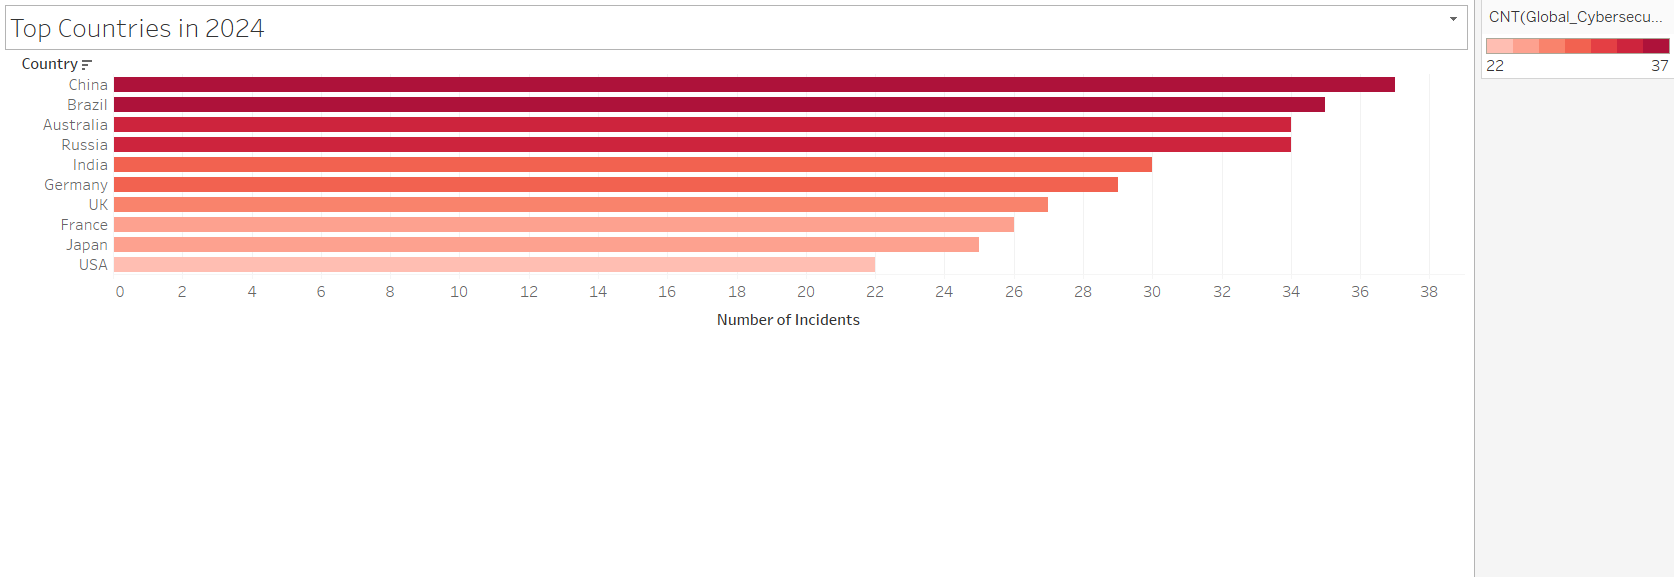 Top Countries in 2024
CNT(Global_Cybersecu...
22 37
Country
China
Brazil
Australia
Russia
India
Germany
UK
France
Japan
USA
0 2 4 6 8 10 12 14 16 18 20 22 24 26 28 30 32 34 36 38
Number of Incidents